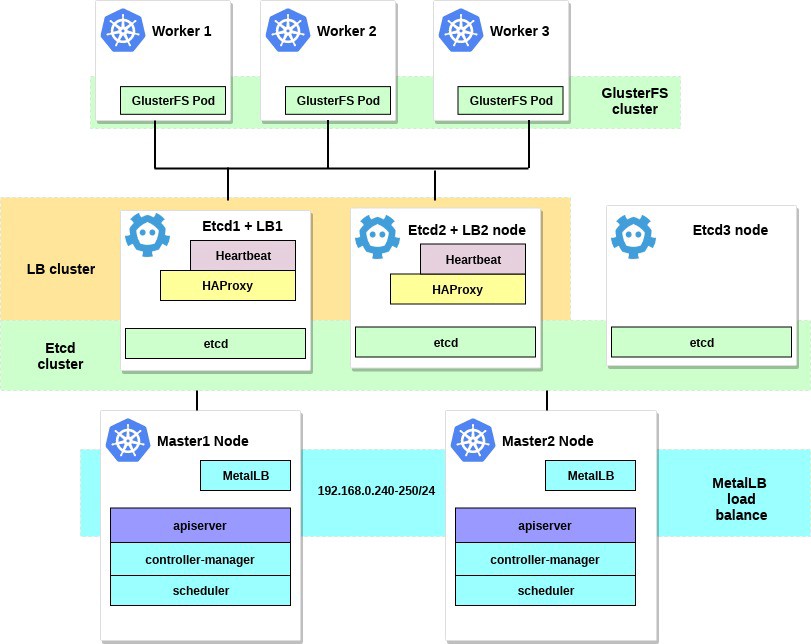 Worker 1
Worker 2
Worker 3
GlusterFS Pod
GlusterFS Pod
GlusterFS Pod
GlusterFS
cluster
LB cluster
Etcd1 + LB1
Heartbeat
HAProxy
etcd
Etcd2 + LB2 node
Heartbeat
HAProxy
etcd
Etcd3 node
etcd
Etcd
cluster
Master1 Node
MetalLB
apiserver
controller-manager
scheduler
192.168.0.240-250/24
Master2 Node
MetalLB
apiserver
controller-manager
scheduler
MetalLB
load
balance